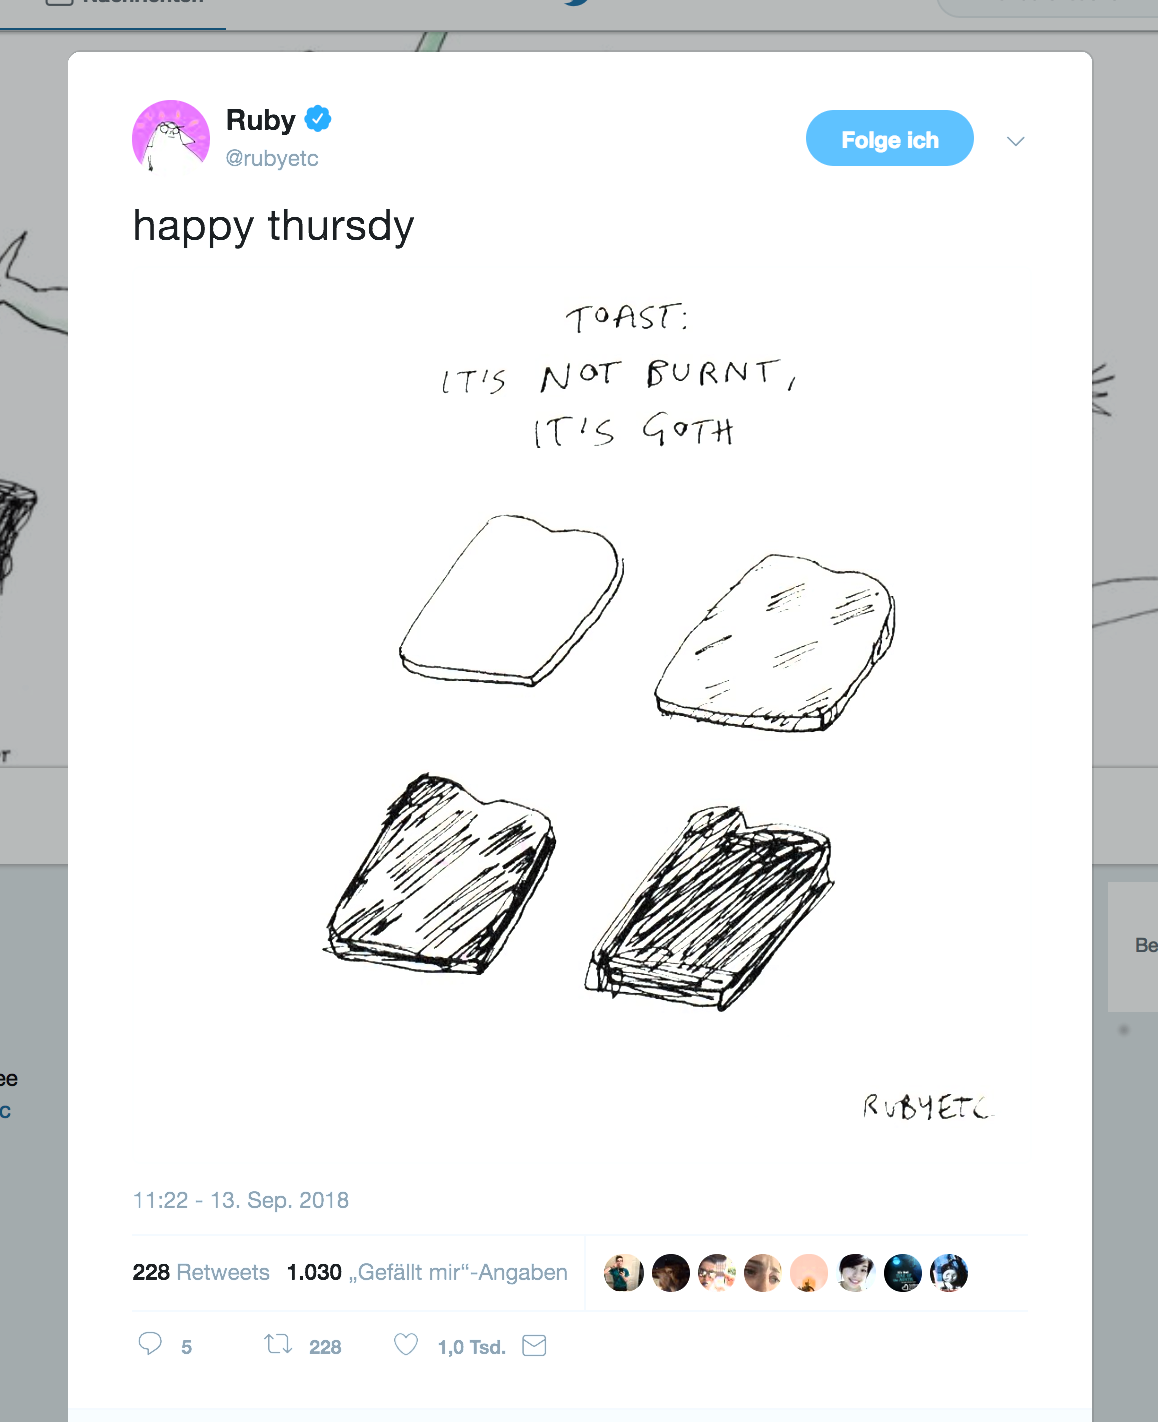 Nachrichten
Ruby
@rubyetc
Folge ich
happy thursdy
TOAST:
IT'S NOT BURNT,
IT'S GOTH
RUBYETC
11:22 - 13. Sep. 2018
228 Retweets 1.030 „Gefällt mir“-Angaben
5 228 1,0 Tsd.
r
Be
ee
c